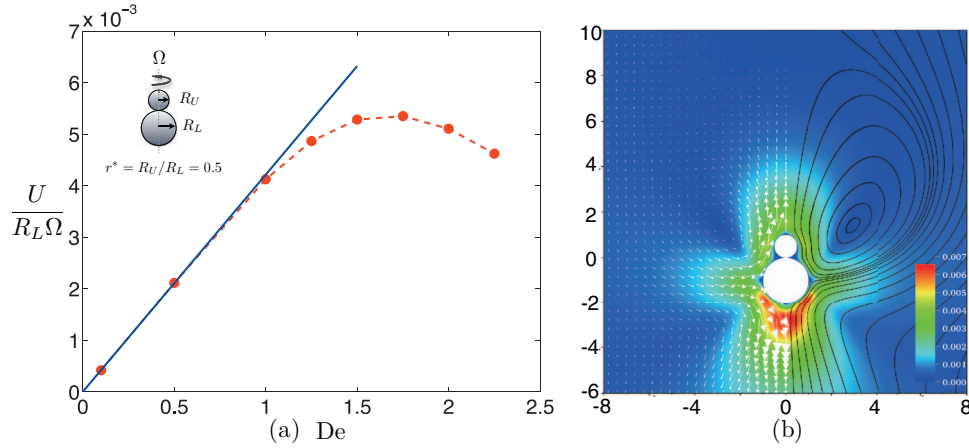 7 x 10⁻³
6
5
4
3
2
1
0
U
R_LΩ
Ω
R_U
R_L
r* = R_U/R_L = 0.5
0 0.5 1.0 1.5 2.0 2.5
(a) De
10
8
6
4
2
0
-2
-4
-6
-8 -4 0 4 8
0.007
0.006
0.005
0.004
0.003
0.002
0.001
0.000
(b)